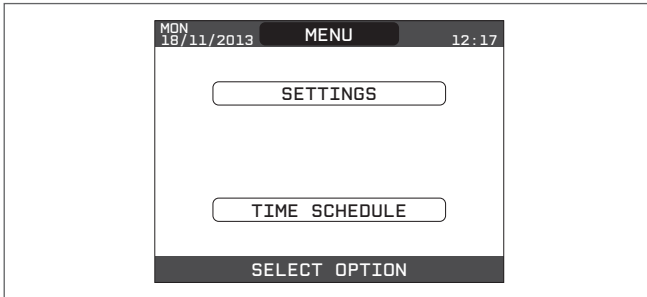 MON
18/11/2013 MENU 12:17
SETTINGS
TIME SCHEDULE
SELECT OPTION